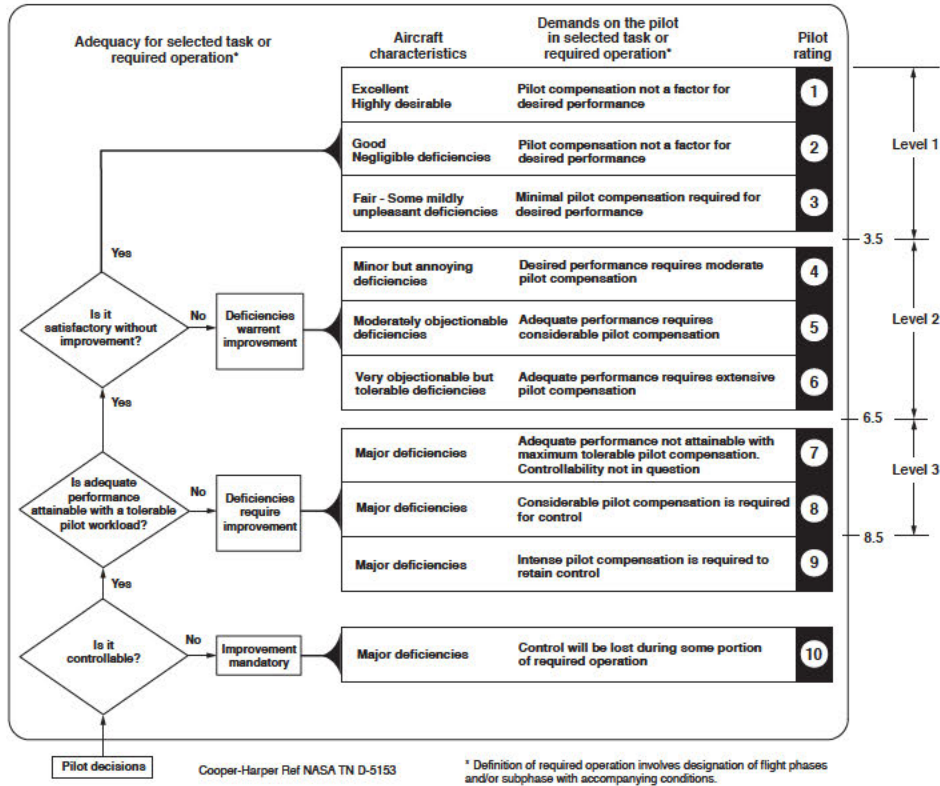 Adequacy for selected task or
required operation*
Aircraft
characteristics
Demands on the pilot
in selected task or
required operation*
Pilot
rating
Excellent
Highly desirable
Pilot compensation not a factor for
desired performance
1
Good
Negligible deficiencies
Pilot compensation not a factor for
desired performance
2
Fair - Some mildly
unpleasant deficiencies
Minimal pilot compensation required for
desired performance
3
Level 1
3.5
Yes
Is it
satisfactory without
improvement?
No
Deficiencies
warrent
improvement
Minor but annoying
deficiencies
Desired performance requires moderate
pilot compensation
4
Moderately objectionable
deficiencies
Adequate performance requires
considerable pilot compensation
5
Very objectionable but
tolerable deficiencies
Adequate performance requires extensive
pilot compensation
6
Level 2
6.5
Yes
Is adequate
performance
attainable with a tolerable
pilot workload?
No
Deficiencies
require
improvement
Major deficiencies
Adequate performance not attainable with
maximum tolerable pilot compensation.
Controllability not in question
7
Major deficiencies
Considerable pilot compensation is required
for control
8
Major deficiencies
Intense pilot compensation is required to
retain control
9
Level 3
8.5
Yes
Is it
controllable?
No
Improvement
mandatory
Major deficiencies
Control will be lost during some portion
of required operation
10
Pilot decisions
Cooper-Harper Ref NASA TN D-5153
* Definition of required operation involves designation of flight phases
and/or subphase with accompanying conditions.